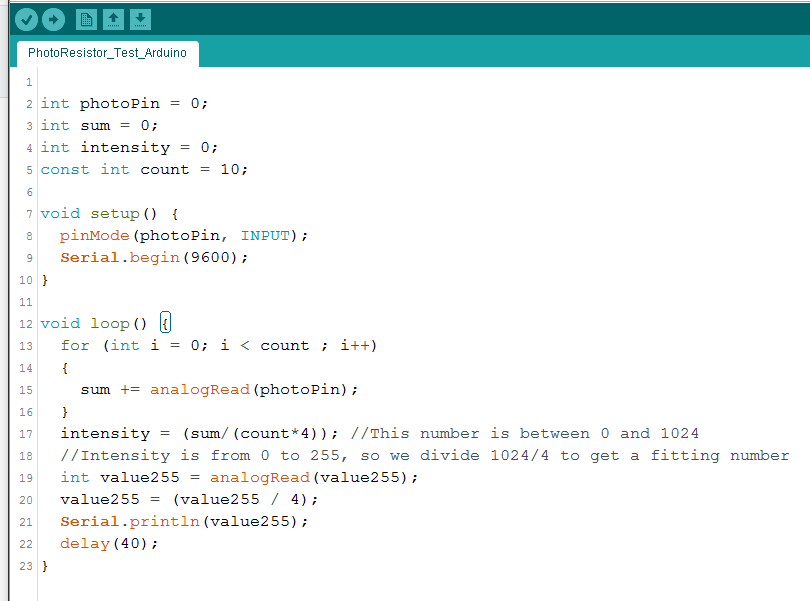 PhotoResistor_Test_Arduino
1
2 int photoPin = 0;
3 int sum = 0;
4 int intensity = 0;
5 const int count = 10;
6
7 void setup() {
8   pinMode(photoPin, INPUT);
9   Serial.begin(9600);
10 }
11
12 void loop() {
13   for (int i = 0; i < count ; i++)
14   {
15     sum += analogRead(photoPin);
16   }
17   intensity = (sum/(count*4)); //This number is between 0 and 1024
18   //Intensity is from 0 to 255, so we divide 1024/4 to get a fitting number
19   int value255 = analogRead(value255);
20   value255 = (value255 / 4);
21   Serial.println(value255);
22   delay(40);
23 }